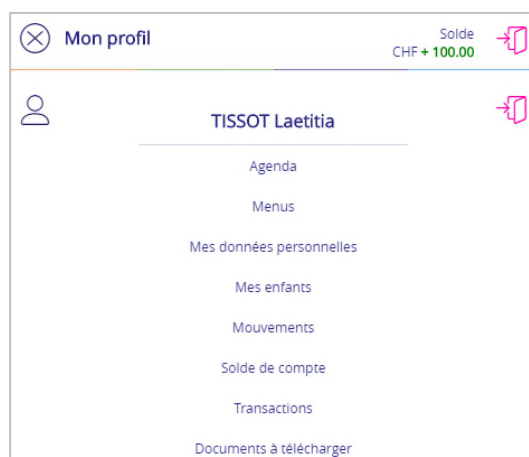 Mon profil
Solde
CHF + 100.00
TISSOT Laetitia
Agenda
Menus
Mes données personnelles
Mes enfants
Mouvements
Solde de compte
Transactions
Documents à télécharger